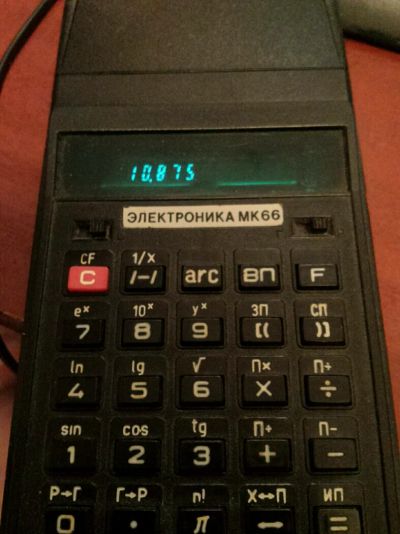 10,875
ЭЛЕКТРОНИКА МК66
CF 1/X
C /-/ arc ВП F
eˣ 10ˣ yˣ ЗП СП
7 8 9 [( )]
ln lg √ П× П÷
4 5 6 × ÷
sin cos tg П+ П-
1 2 3 + -
Р→Г Г→Р n! Х↔П ИП
0 · π ↔ =